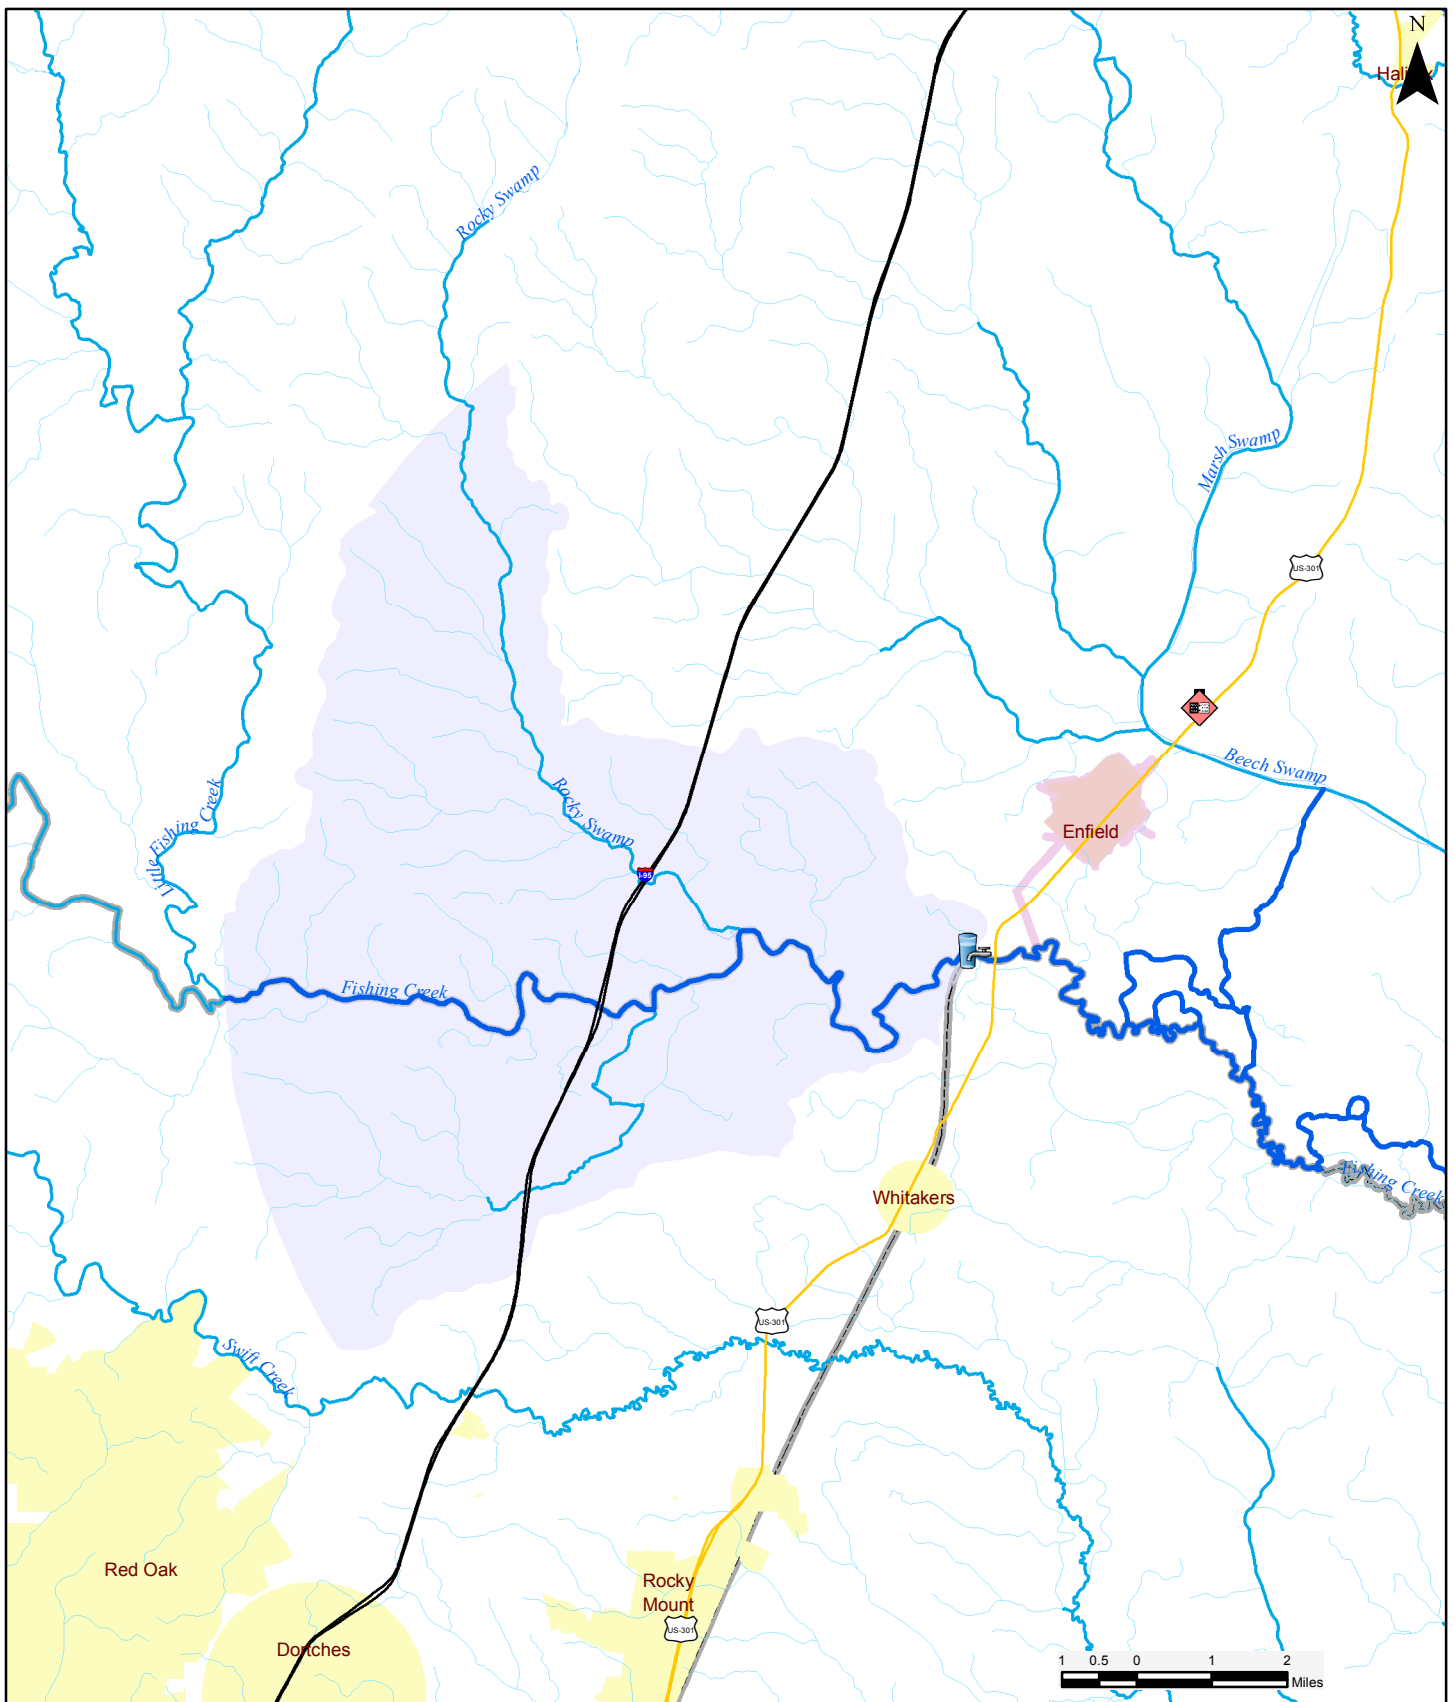 N
Halifax
Rocky Swamp
Marsh Swamp
US-301
Beech Swamp
Little Fishing Creek
Rocky Swamp
Enfield
I-95
Fishing Creek
Fishing Creek
Whitakers
US-301
Swift Creek
Red Oak
Rocky
Mount
US-301
Dortches
1 0.5 0 1 2
Miles